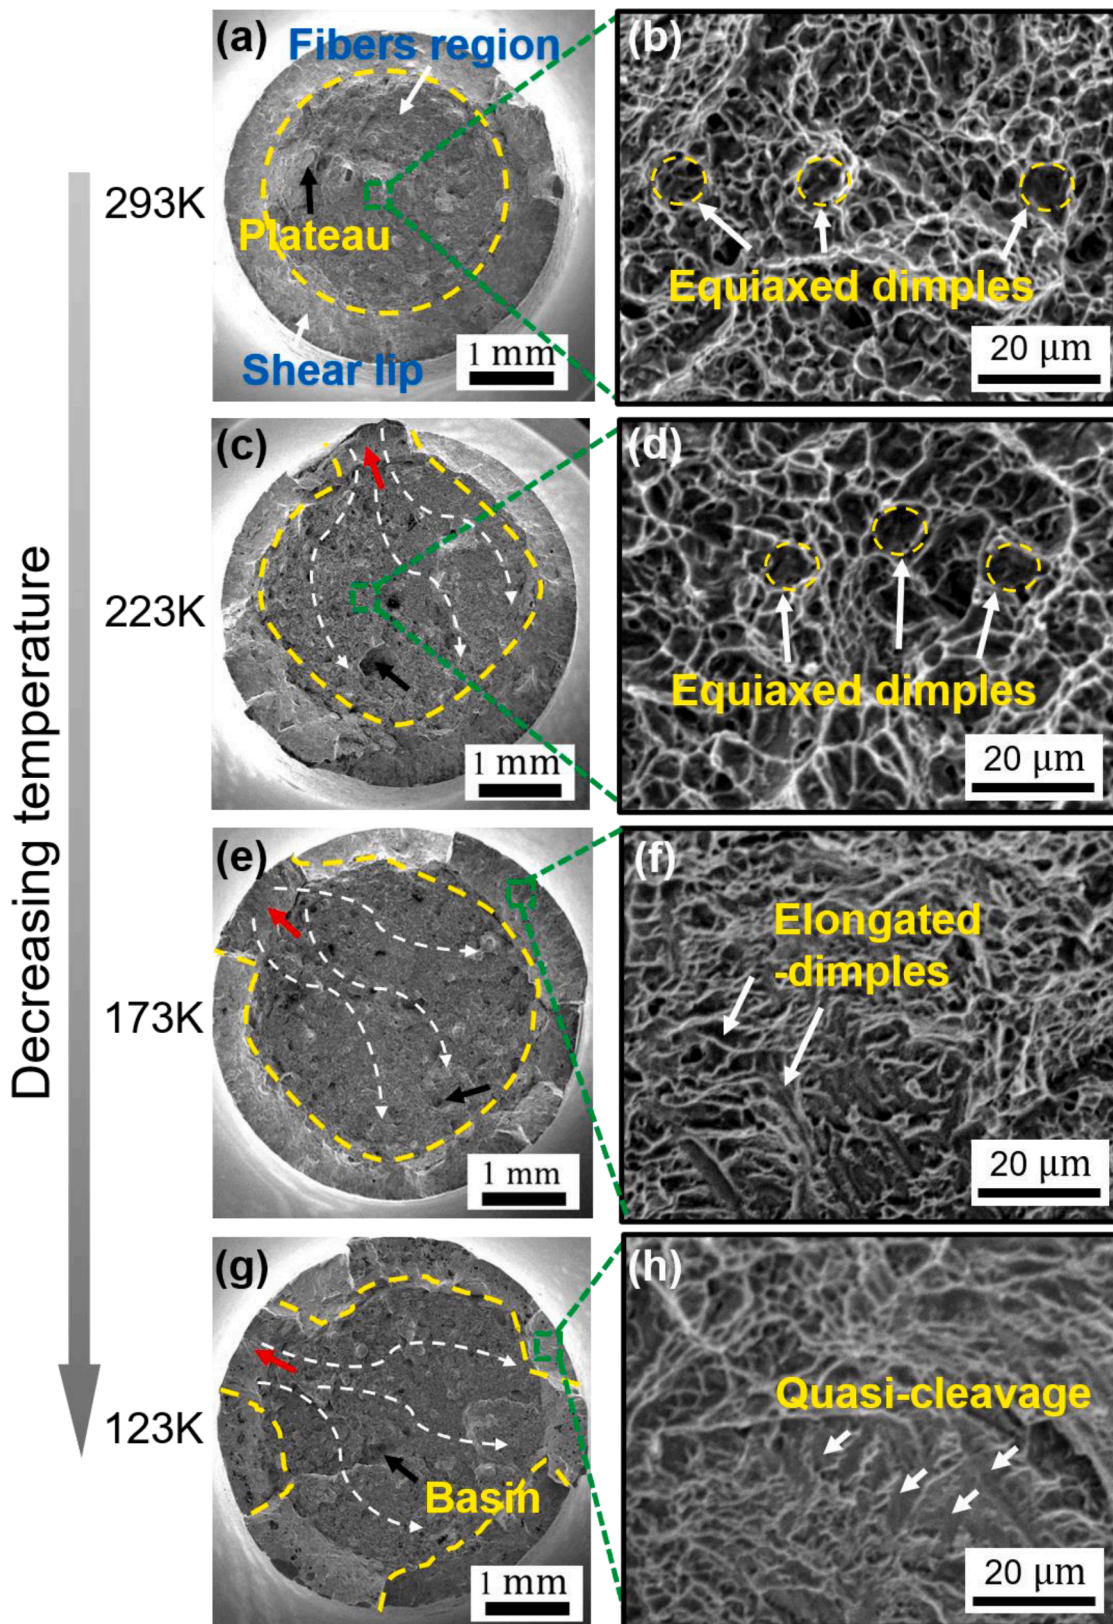 (a)
Fibers region
293K
Plateau
Shear lip
1 mm
(b)
Equiaxed dimples
20 μm
(c)
223K
1 mm
(d)
Equiaxed dimples
20 μm
(e)
173K
1 mm
(f)
Elongated
-dimples
20 μm
(g)
123K
Basin
1 mm
(h)
Quasi-cleavage
20 μm
Decreasing temperature